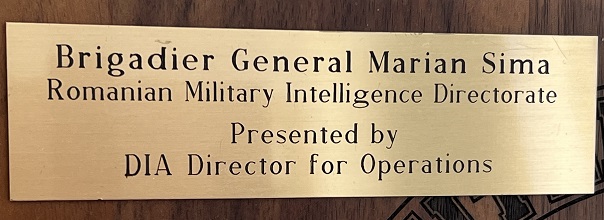 Brigadier General Marian Sima
Romanian Military Intelligence Directorate
Presented by
DIA Director for Operations